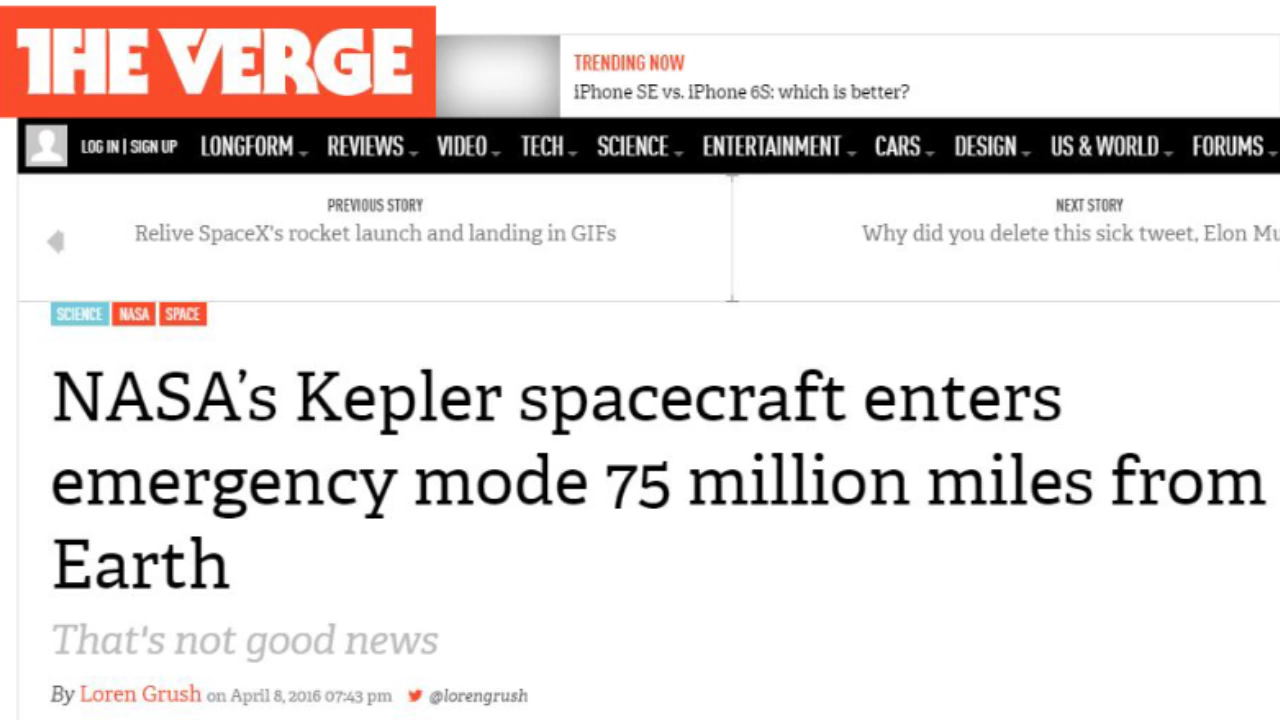 THE VERGE
TRENDING NOW
iPhone SE vs. iPhone 6S: which is better?
LOG IN | SIGN UP LONGFORM REVIEWS VIDEO TECH SCIENCE ENTERTAINMENT CARS DESIGN US & WORLD FORUMS
PREVIOUS STORY
Relive SpaceX's rocket launch and landing in GIFs
NEXT STORY
Why did you delete this sick tweet, Elon Mu
SCIENCE NASA SPACE
NASA’s Kepler spacecraft enters
emergency mode 75 million miles from
Earth
That's not good news
By Loren Grush on April 8, 2016 07:43 pm @lorengrush